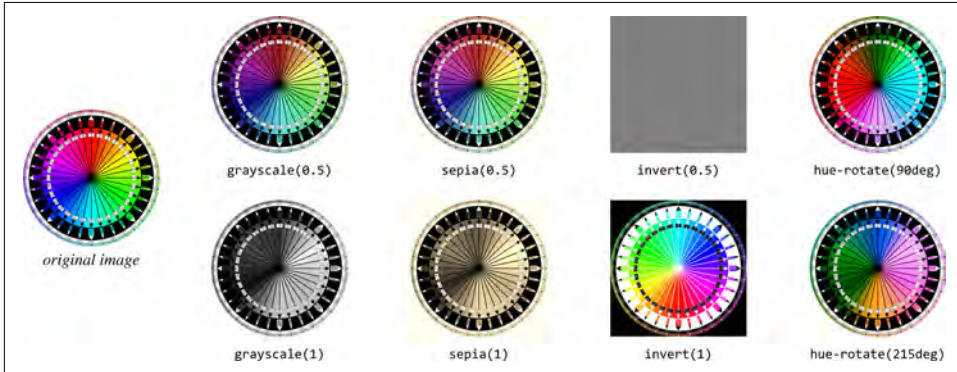 original image
grayscale(0.5)
sepia(0.5)
invert(0.5)
hue-rotate(90deg)
grayscale(1)
sepia(1)
invert(1)
hue-rotate(215deg)